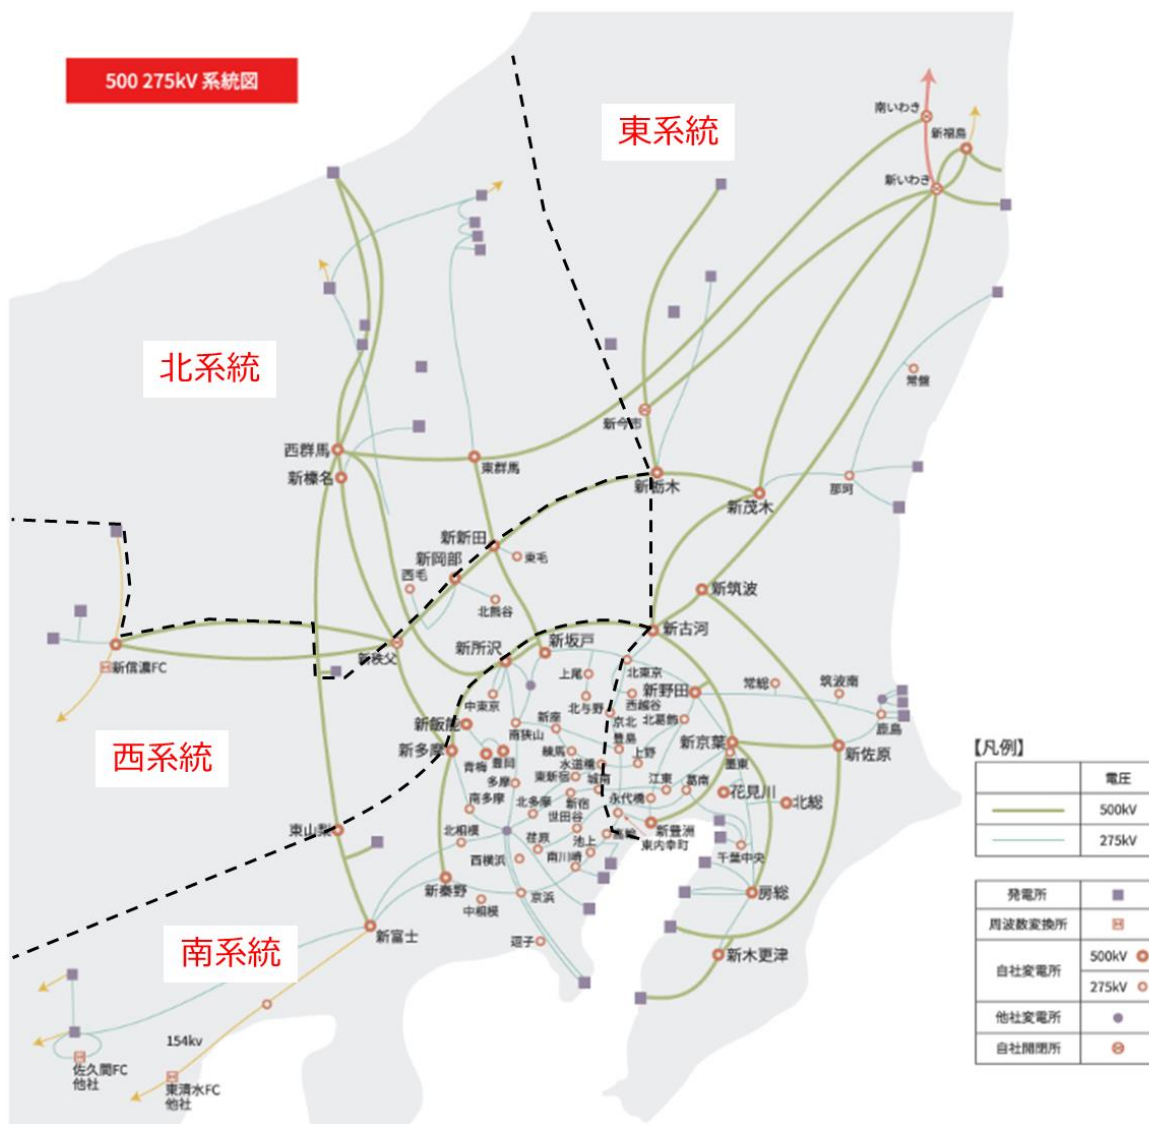 500 275kV 系統図
東系統
南いわき
新福島
新いわき
北系統
常盤
新今市
西群馬
東群馬
新榛名
新栃木
新茂木
那珂
新新田
新岡部
東毛
西毛
北熊谷
新筑波
新信濃FC
新秩父
新所沢
新坂戸
新古河
上尾
北東京
中東京
新野田
常総
筑波南
西越谷
北与野
京北
北葛飾
鹿島
西系統
新飯能
南狭山
新座
豊島
新多摩
青梅
豊岡
練馬
水道橋
上野
新京葉
墨東
新佐原
多摩
東新宿
城南
江東
葛南
花見川
北総
南多摩
北多摩
新宿
永代橋
世田谷
東山梨
北相模
荏原
池上
高輪
新豊洲
東内幸町
千葉中央
西横浜
南川崎
新秦野
京浜
房総
中相模
新富士
逗子
新木更津
南系統
154kv
佐久間FC
他社
東清水FC
他社
【凡例】
電圧
500kV
275kV
発電所
周波数変換所
自社変電所
500kV
275kV
他社変電所
自社開閉所